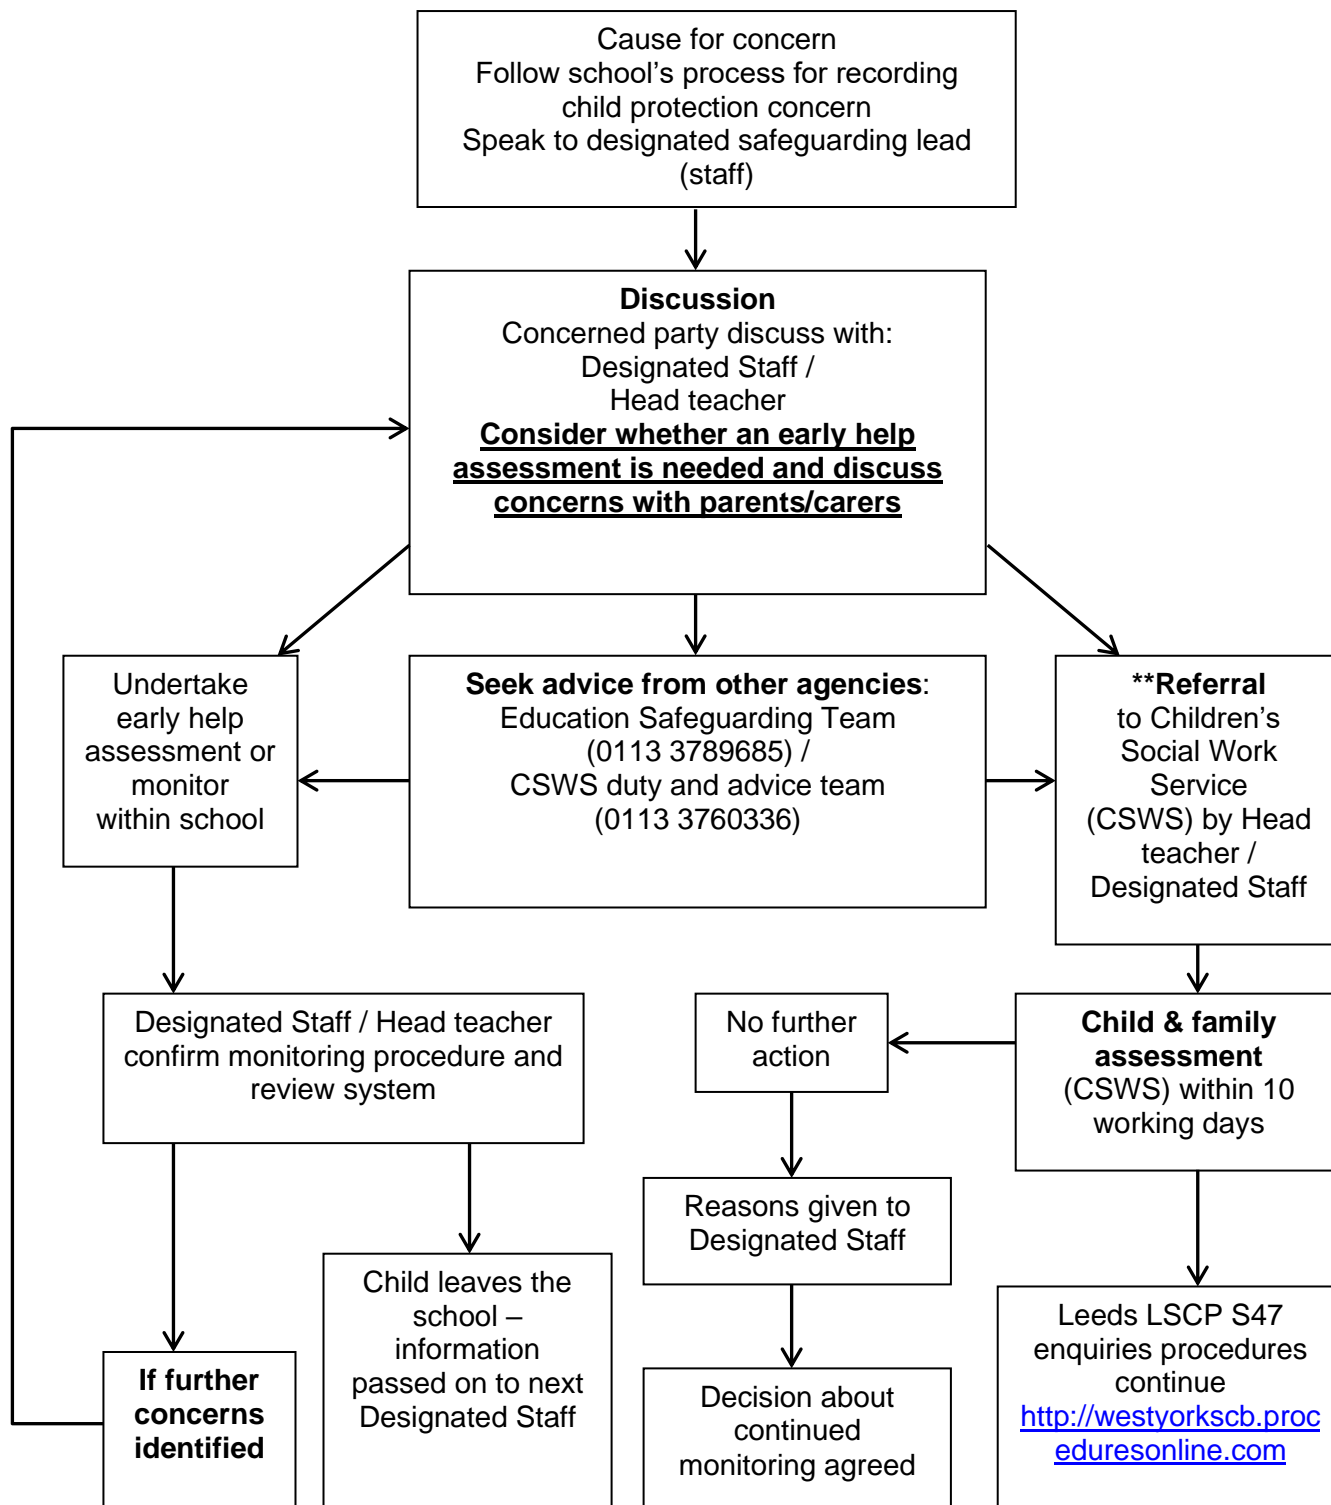 Cause for concern
Follow school’s process for recording
child protection concern
Speak to designated safeguarding lead
(staff)
Discussion
Concerned party discuss with:
Designated Staff /
Head teacher
Consider whether an early help
assessment is needed and discuss
concerns with parents/carers
Undertake
early help
assessment or
monitor
within school
Seek advice from other agencies:
Education Safeguarding Team
(0113 3789685) /
CSWS duty and advice team
(0113 3760336)
**Referral
to Children’s
Social Work
Service
(CSWS) by Head
teacher /
Designated Staff
Designated Staff / Head teacher
confirm monitoring procedure and
review system
No further
action
Child & family
assessment
(CSWS) within 10
working days
Reasons given to
Designated Staff
If further
concerns
identified
Child leaves the
school –
information
passed on to next
Designated Staff
Decision about
continued
monitoring agreed
Leeds LSCP S47
enquiries procedures
continue
http://westyorkscb.proc
eduresonline.com